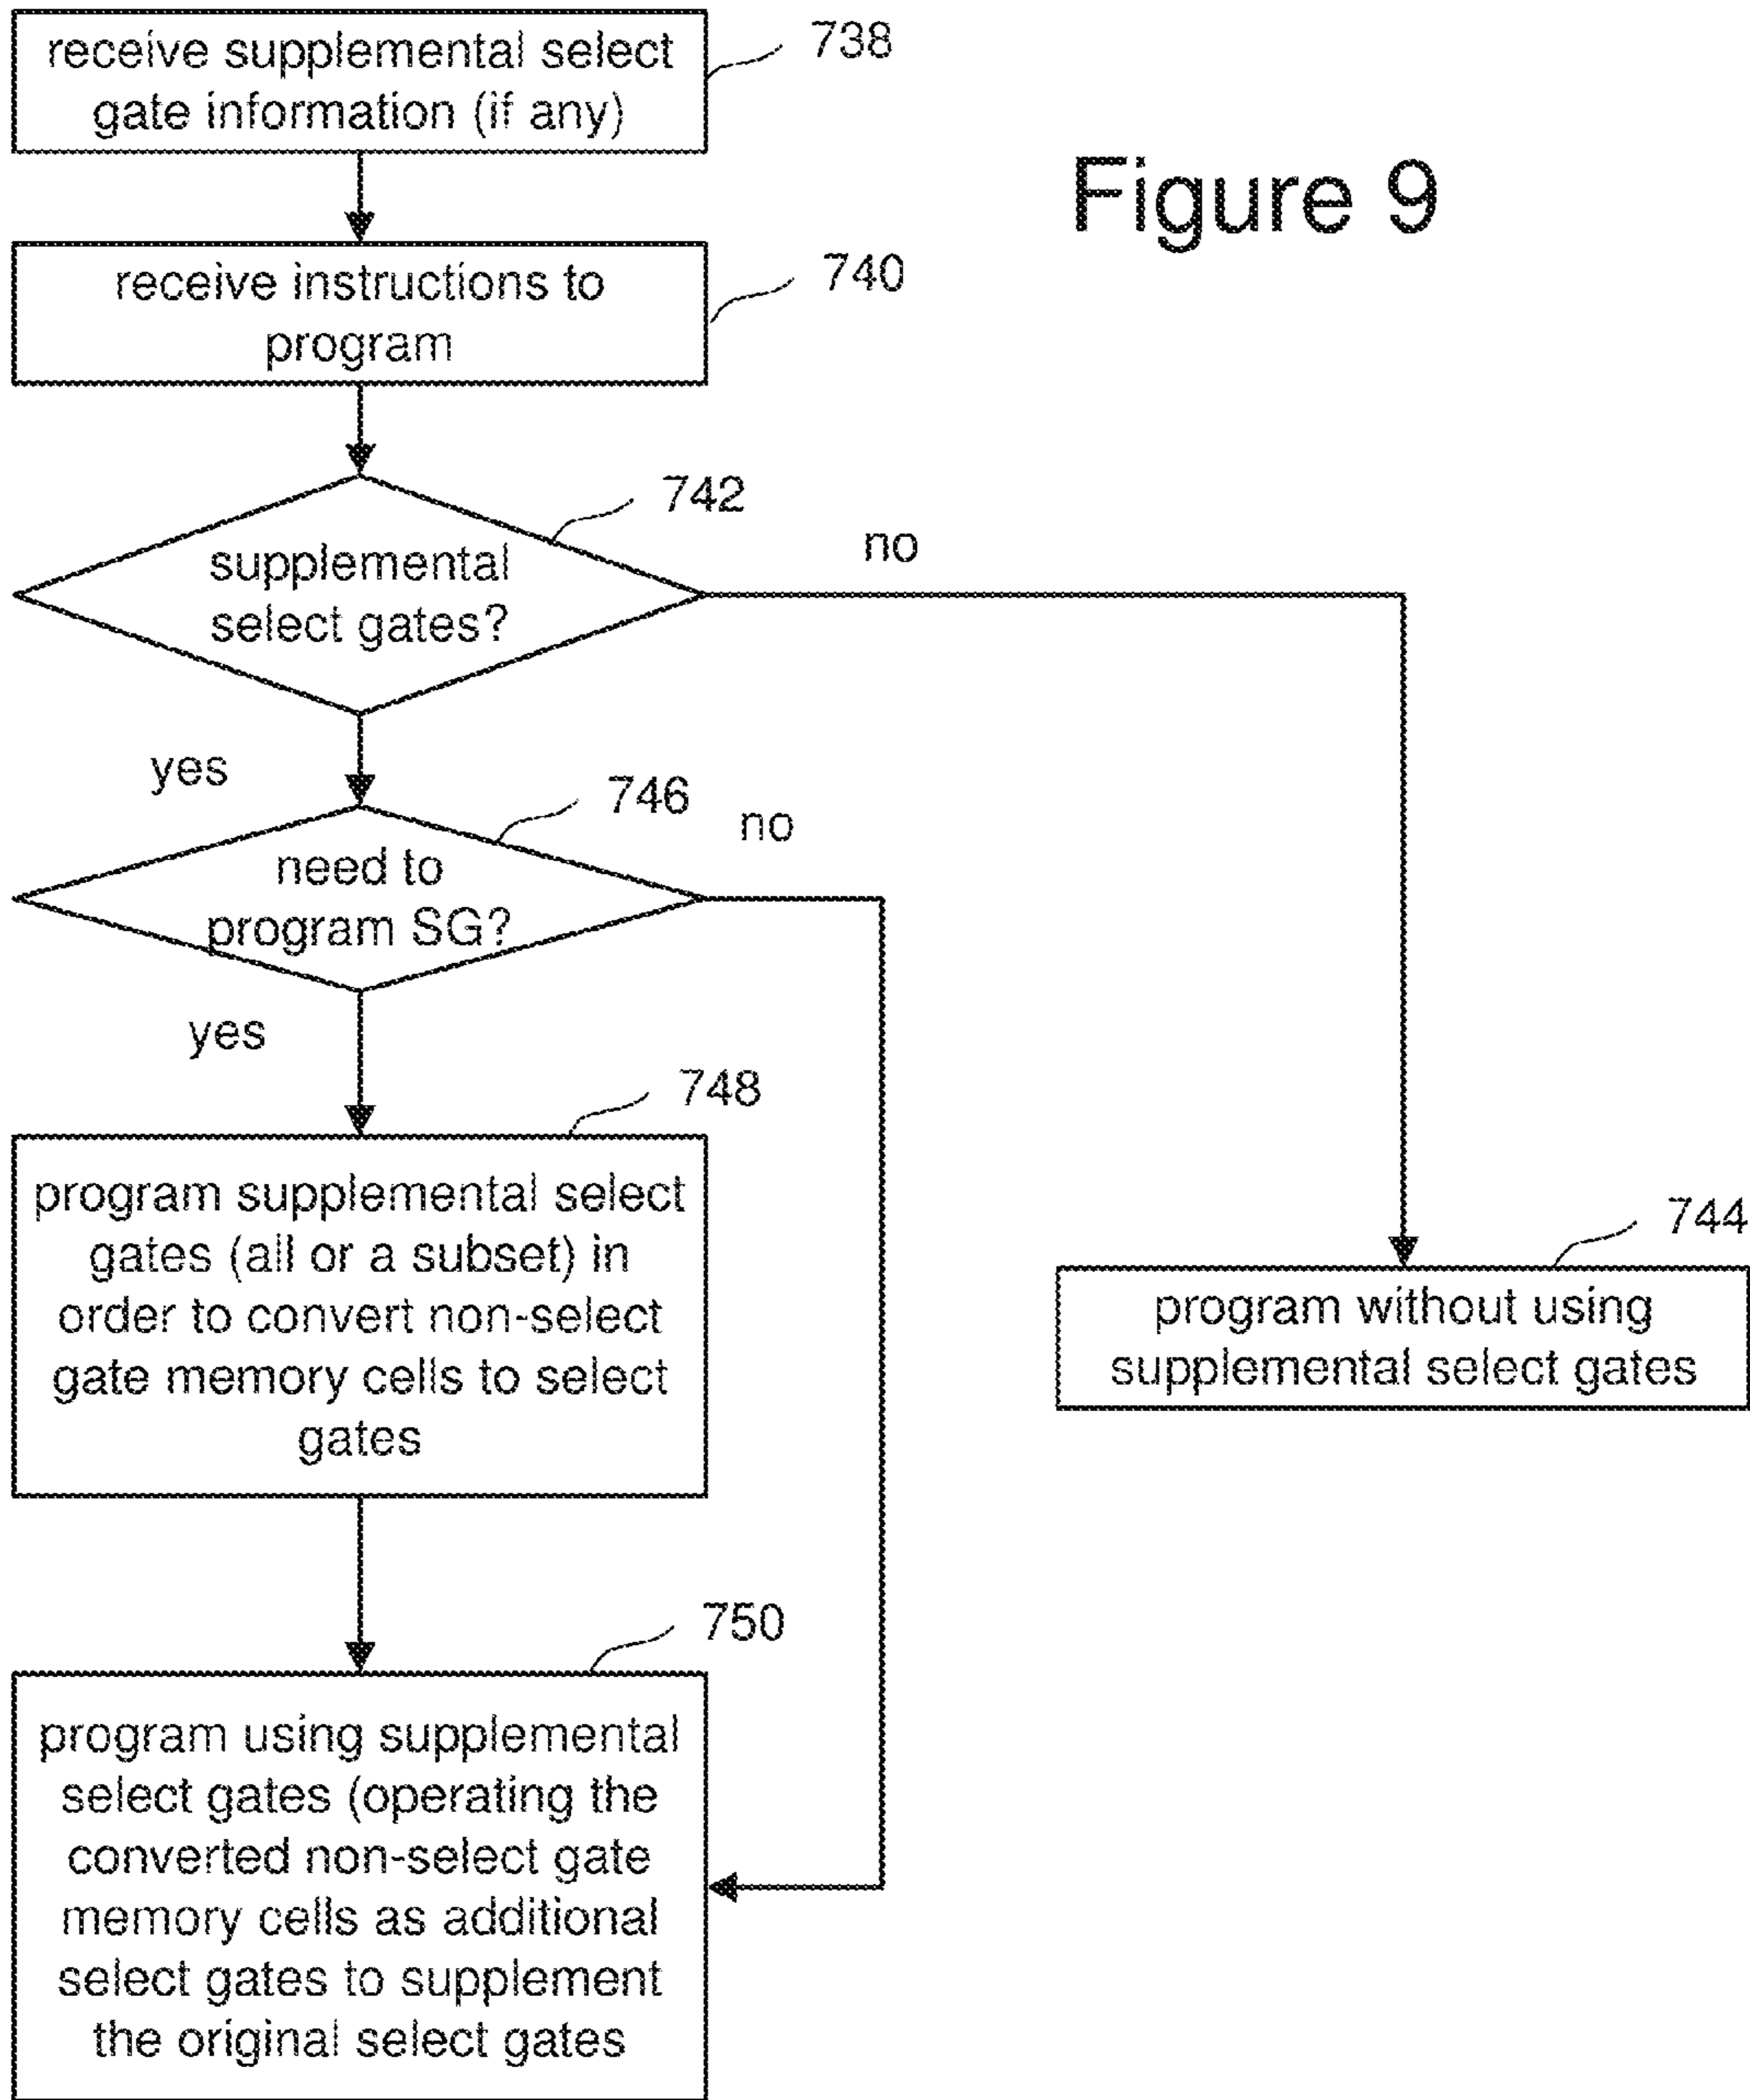 receive supplemental select
gate information (if any)
738
Figure 9
receive instructions to
program
740
742
supplemental
select gates?
no
yes
746
need to
program SG?
no
yes
748
program supplemental select
gates (all or a subset) in
order to convert non-select
gate memory cells to select
gates
744
program without using
supplemental select gates
750
program using supplemental
select gates (operating the
converted non-select gate
memory cells as additional
select gates to supplement
the original select gates